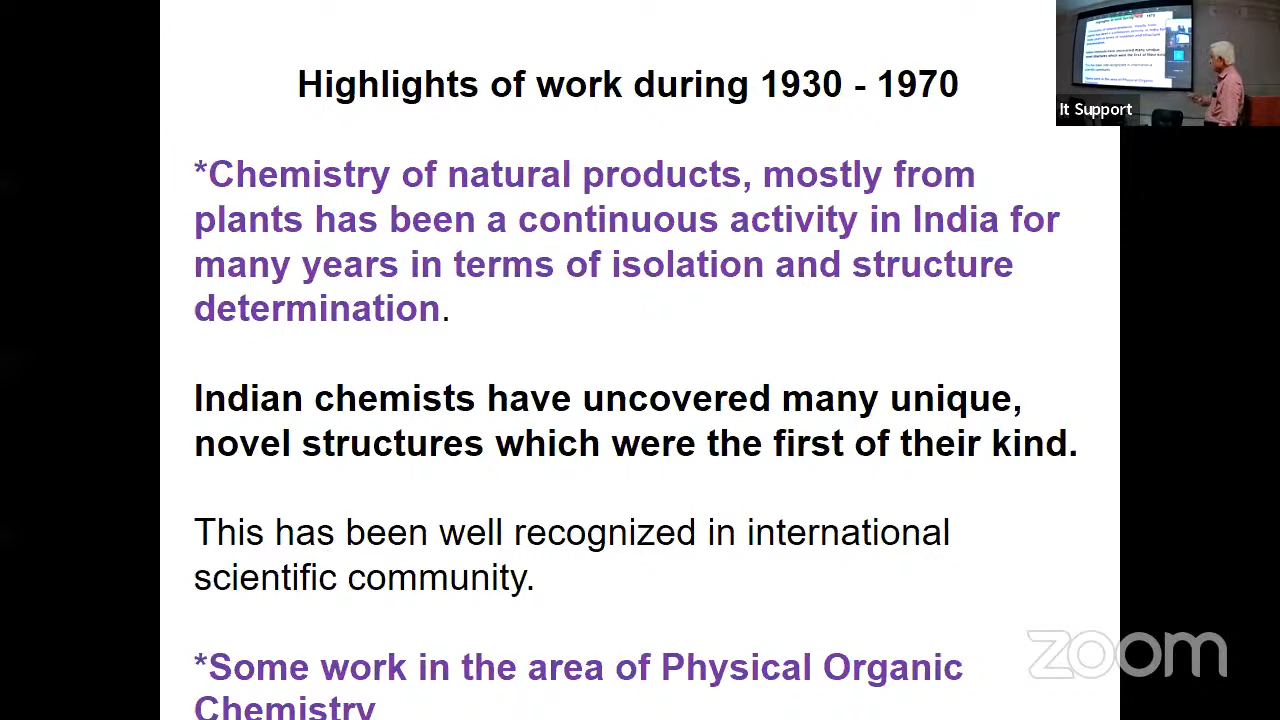 Highlights of work during 1930 - 1970
It Support
*Chemistry of natural products, mostly from
plants has been a continuous activity in India for
many years in terms of isolation and structure
determination.
Indian chemists have uncovered many unique,
novel structures which were the first of their kind.
This has been well recognized in international
scientific community.
*Some work in the area of Physical Organic
Chemistry
zoom